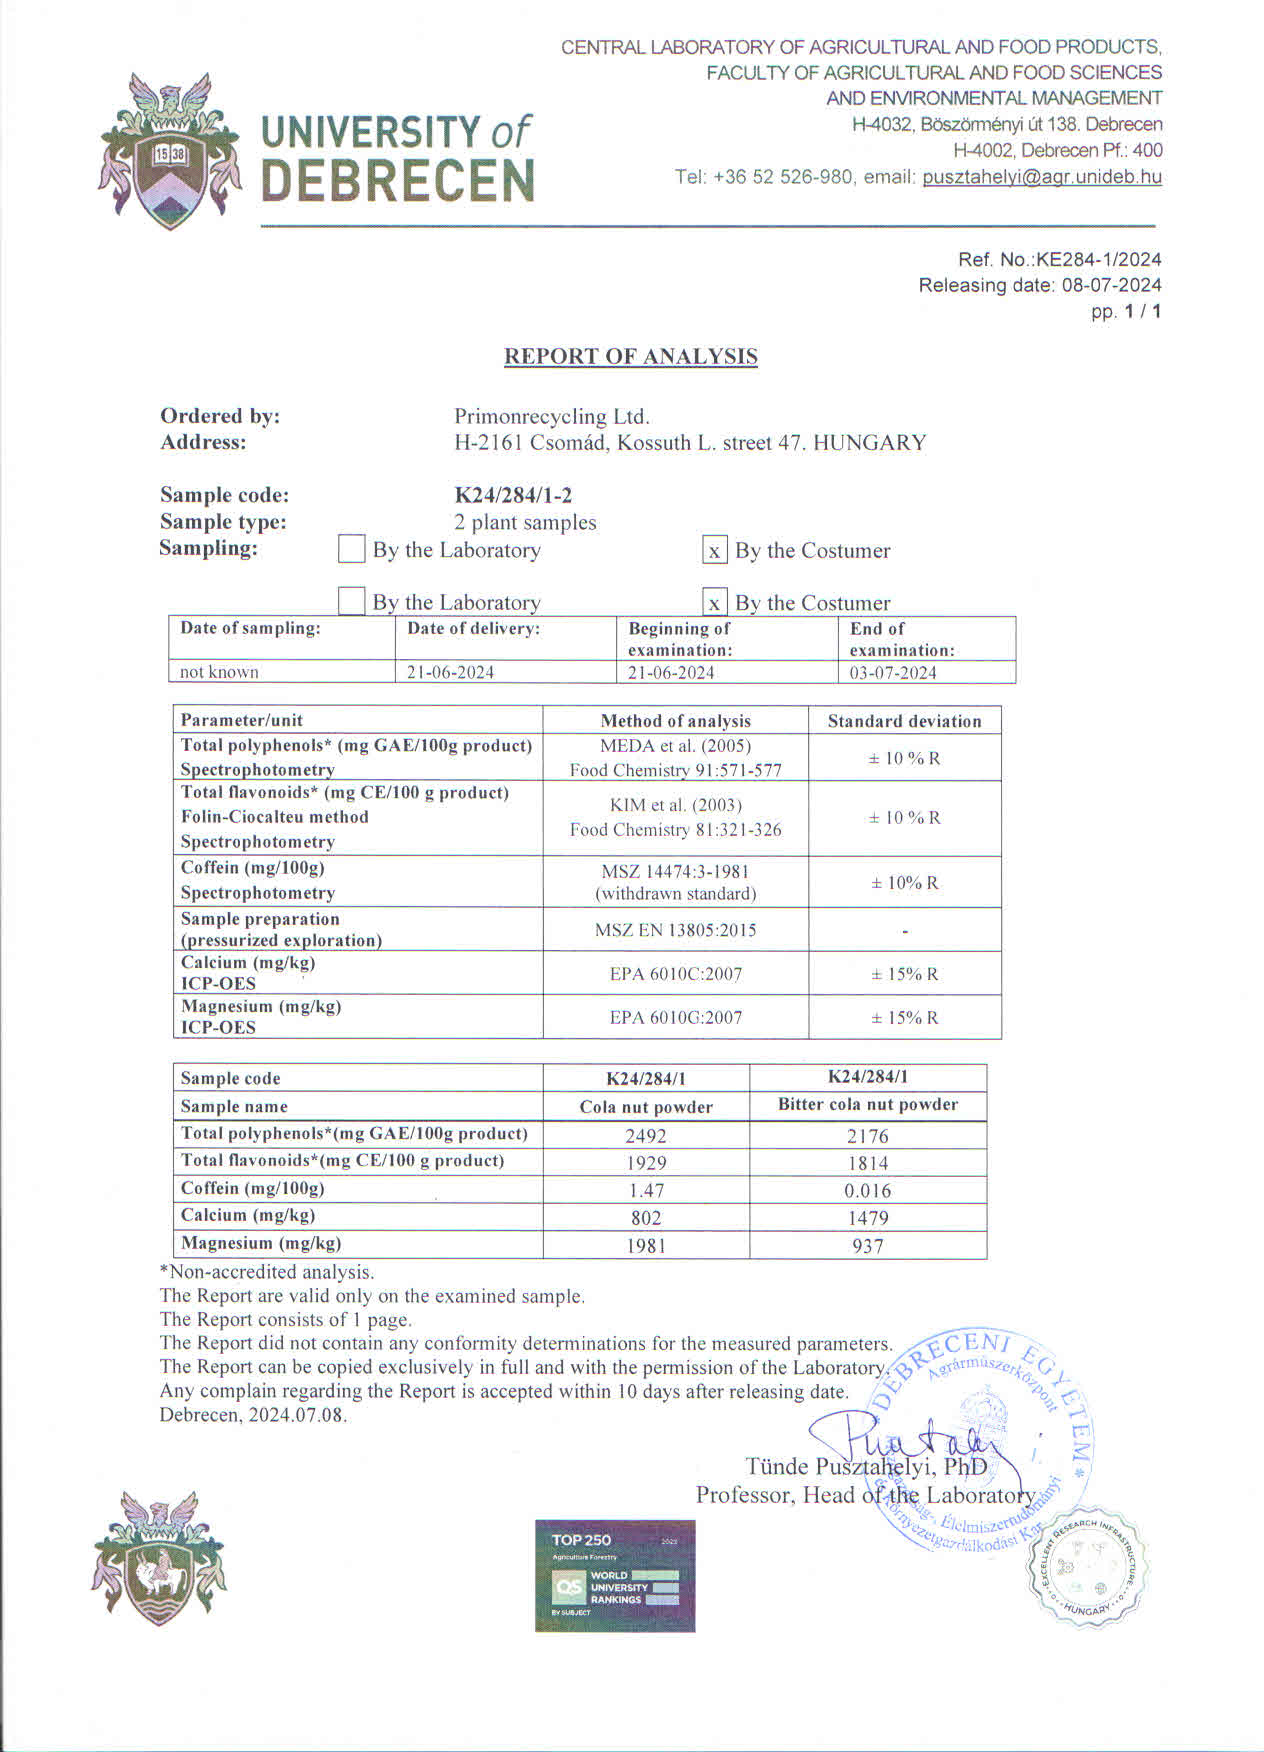 CENTRAL LABORATORY OF AGRICULTURAL AND FOOD PRODUCTS,
FACULTY OF AGRICULTURAL AND FOOD SCIENCES
AND ENVIRONMENTAL MANAGEMENT
H-4032, Böszörményi út 138. Debrecen
H-4002, Debrecen Pf.: 400
Tel: +36 52 526-980, email: pusztahelyi@agr.unideb.hu
15 38
UNIVERSITY of
DEBRECEN
Ref. No.:KE284-1/2024
Releasing date: 08-07-2024
pp. 1 / 1
REPORT OF ANALYSIS
Ordered by: Primonrecycling Ltd.
Address: H-2161 Csomád, Kossuth L. street 47. HUNGARY
Sample code: K24/284/1-2
Sample type: 2 plant samples
Sampling: By the Laboratory x By the Costumer
By the Laboratory x By the Costumer
Date of sampling: Date of delivery: Beginning of examination: End of examination:
not known 21-06-2024 21-06-2024 03-07-2024
Parameter/unit Method of analysis Standard deviation
Total polyphenols* (mg GAE/100g product) MEDA et al. (2005) ± 10 % R
Spectrophotometry Food Chemistry 91:571-577
Total flavonoids* (mg CE/100 g product) KIM et al. (2003) ± 10 % R
Folin-Ciocalteu method Food Chemistry 81:321-326
Spectrophotometry
Coffein (mg/100g) MSZ 14474:3-1981 ± 10% R
Spectrophotometry (withdrawn standard)
Sample preparation MSZ EN 13805:2015 -
(pressurized exploration)
Calcium (mg/kg) EPA 6010C:2007 ± 15% R
ICP-OES
Magnesium (mg/kg) EPA 6010G:2007 ± 15% R
ICP-OES
Sample code K24/284/1 K24/284/1
Sample name Cola nut powder Bitter cola nut powder
Total polyphenols*(mg GAE/100g product) 2492 2176
Total flavonoids*(mg CE/100 g product) 1929 1814
Coffein (mg/100g) 1.47 0.016
Calcium (mg/kg) 802 1479
Magnesium (mg/kg) 1981 937
*Non-accredited analysis.
The Report are valid only on the examined sample.
The Report consists of 1 page.
The Report did not contain any conformity determinations for the measured parameters.
The Report can be copied exclusively in full and with the permission of the Laboratory.
Any complain regarding the Report is accepted within 10 days after releasing date.
Debrecen, 2024.07.08.
* DEBRECENI EGYETEM *
Agrárműszerközpont
Élelmiszertudományi
és Környezetgazdálkodási Kar
1.
Tünde Pusztahelyi, PhD
Professor, Head of the Laboratory
TOP 250
Agriculture Forestry
QS
WORLD
UNIVERSITY
RANKINGS
BY SUBJECT
EXCELLENT RESEARCH INFRASTRUCTURE
HUNGARY